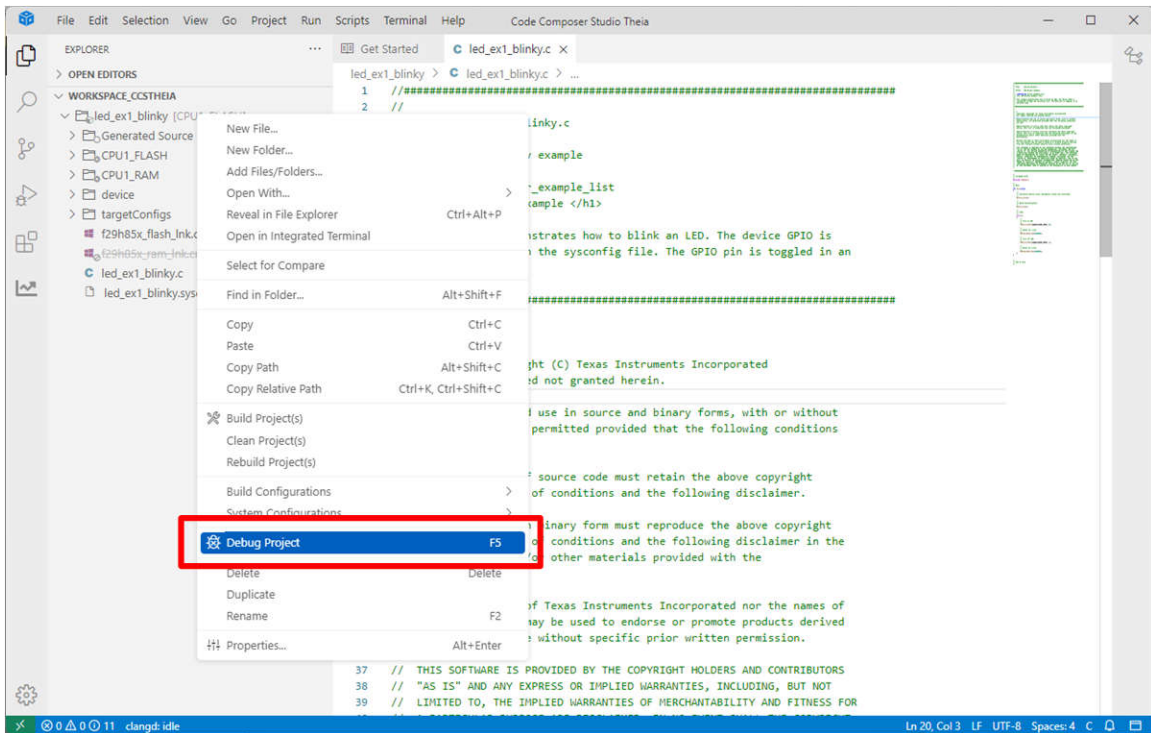 File Edit Selection View Go Project Run Scripts Terminal Help Code Composer Studio Theia
EXPLORER
OPEN EDITORS
WORKSPACE_CCSTHEIA
led_ex1_blinky
Generated Source
CPU1_FLASH
CPU1_RAM
device
targetConfigs
f29h85x_flash_lnk.c
f29h85x_ram_lnk.c
led_ex1_blinky.c
led_ex1_blinky.sys
New File...
New Folder...
Add Files/Folders...
Open With...
Reveal in File Explorer Ctrl+Alt+P
Open in Integrated Terminal
Select for Compare
Find in Folder... Alt+Shift+F
Copy Ctrl+C
Paste Ctrl+V
Copy Path Alt+Shift+C
Copy Relative Path Ctrl+K, Ctrl+Shift+C
Build Project(s)
Clean Project(s)
Rebuild Project(s)
Build Configurations
System Configurations
Debug Project F5
Delete Delete
Duplicate
Rename F2
Properties... Alt+Enter
Get Started C led_ex1_blinky.c
led_ex1_blinky > C led_ex1_blinky.c > ...
1 //#############################################################################
2 //
linky.c
example
_example_list
ample </h1>
strates how to blink an LED. The device GPIO is
the sysconfig file. The GPIO pin is toggled in an
#############################################################################
ght (C) Texas Instruments Incorporated
ed not granted herein.
use in source and binary forms, with or without
permitted provided that the following conditions
source code must retain the above copyright
of conditions and the following disclaimer.
inary form must reproduce the above copyright
conditions and the following disclaimer in the
other materials provided with the
of Texas Instruments Incorporated nor the names of
may be used to endorse or promote products derived
without specific prior written permission.
37 // THIS SOFTWARE IS PROVIDED BY THE COPYRIGHT HOLDERS AND CONTRIBUTORS
38 // "AS IS" AND ANY EXPRESS OR IMPLIED WARRANTIES, INCLUDING, BUT NOT
39 // LIMITED TO, THE IMPLIED WARRANTIES OF MERCHANTABILITY AND FITNESS FOR
0 0 11 clangd: idle Ln 20, Col 3 LF UTF-8 Spaces: 4 C